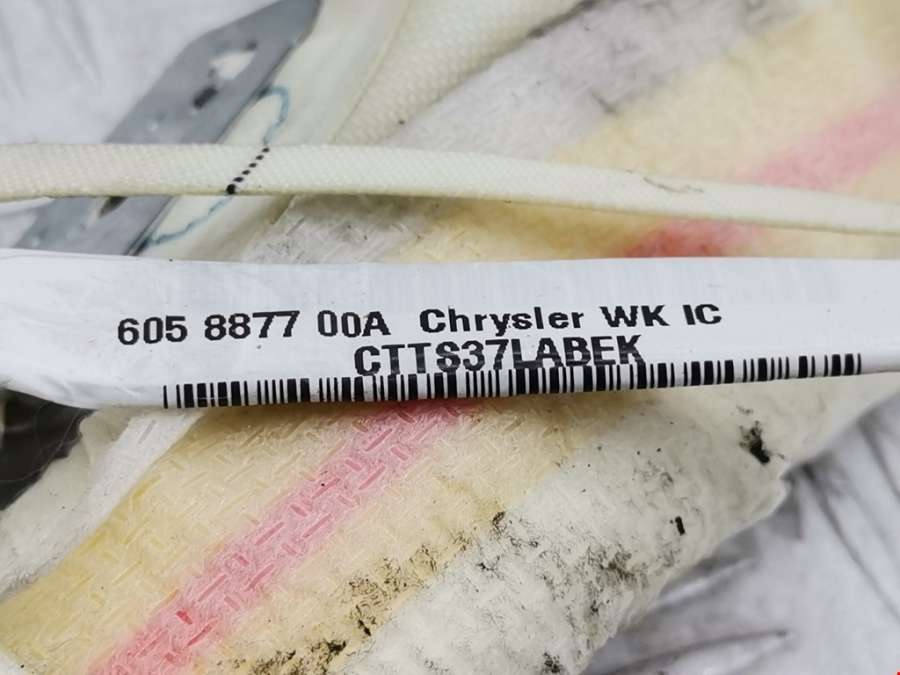 605 8877 00A Chrysler WK IC
CTTS37LABEK